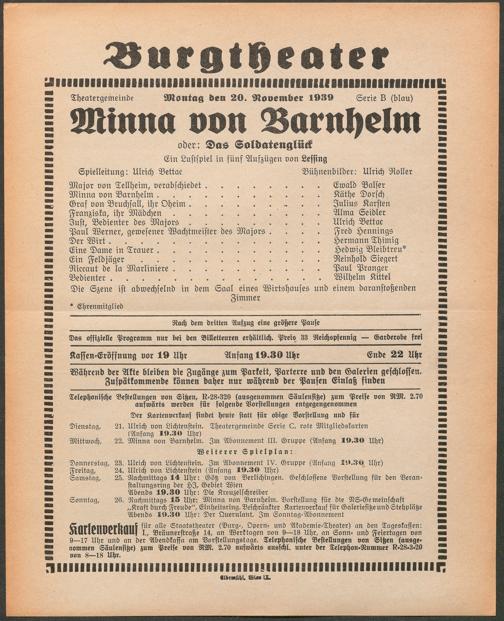 Burgtheater
Theatergemeinde Montag den 20. November 1939 Serie B (blau)
Minna von Barnhelm
oder: Das Soldatenglück
Ein Lustspiel in fünf Aufzügen von Lessing
Spielleitung: Ulrich Bettac Bühnenbilder: Ulrich Roller
Major von Tellheim, verabschiedet . . . . . . . . Ewald Balser
Minna von Barnhelm . . . . . . . . . . Käthe Dorsch
Graf von Bruchsall, ihr Oheim . . . . . . . . Julius Karsten
Franziska, ihr Mädchen . . . . . . . . . Alma Seidler
Just, Bedienter des Majors . . . . . . . . Ulrich Bettac
Paul Werner, gewesener Wachtmeister des Majors . . . . Fred Hennings
Der Wirt . . . . . . . . . . . . Hermann Thimig
Eine Dame in Trauer . . . . . . . . . . Hedwig Bleibtreu*
Ein Feldjäger . . . . . . . . . . . Reinhold Siegert
Riccaut de la Marliniere . . . . . . . . . Paul Pranger
Bedienter . . . . . . . . . . . . Wilhelm Kittel
Die Szene ist abwechselnd in dem Saal eines Wirtshauses und einem daranstoßenden
Zimmer
* Ehrenmitglied
Nach dem dritten Aufzug eine größere Pause
Das offizielle Programm nur bei den Billetteuren erhältlich. Preis 33 Reichspfennig — Garderobe frei
Kassen-Eröffnung vor 19 Uhr Anfang 19.30 Uhr Ende 22 Uhr
Während der Akte bleiben die Zugänge zum Parkett, Parterre und den Galerien geschlossen.
Zuspätkommende können daher nur während der Pausen Einlaß finden
Telephonische Bestellungen von Sitzen, R-28-320 (ausgenommen Säulensitze) zum Preise von RM. 2.70
aufwärts werden für folgende Vorstellungen entgegengenommen
Der Kartenverkauf findet heute statt für obige Vorstellung und für
Dienstag, 21. Ulrich von Lichtenstein. Theatergemeinde Serie C, rote Mitgliedskarten
(Anfang 19.30 Uhr)
Mittwoch, 22. Minna von Barnhelm. Im Abonnement III. Gruppe (Anfang 19.30 Uhr)
Weiterer Spielplan:
Donnerstag, 23. Ulrich von Lichtenstein. Im Abonnement IV. Gruppe (Anfang 19.30 Uhr)
Freitag, 24. Ulrich von Lichtenstein (Anfang 19.30 Uhr)
Samstag, 25. Nachmittags 14 Uhr: Götz von Berlichingen. Geschlossene Vorstellung für den Veran-
staltungsring der HJ, Gebiet Wien
Abends 19.30 Uhr: Die Kreuzelschreiber
Sonntag, 26. Nachmittags 15 Uhr: Minna von Barnhelm. Vorstellung für die NS-Gemeinschaft
„Kraft durch Freude“, Einheitsring. Beschränkter Kartenverkauf für Galeriesitze und Stehplätze
Abends 19.30 Uhr: Der Querulant. Im Sonntag-Abonnement
Kartenverkauf für alle Staatstheater (Burg-, Opern- und Akademie-Theater) an den Tageskassen:
I., Bräunerstraße 14, an Werktagen von 9—18 Uhr, an Sonn- und Feiertagen von
9—17 Uhr und an der Abendkassa am Vorstellungstage. Telephonische Bestellungen von Sitzen (ausge-
nommen Säulensitze) zum Preise von RM. 2.70 aufwärts ausschl. unter der Telephon-Nummer R-28-3-20
von 8—18 Uhr.
Elbemühl, Wien IX.